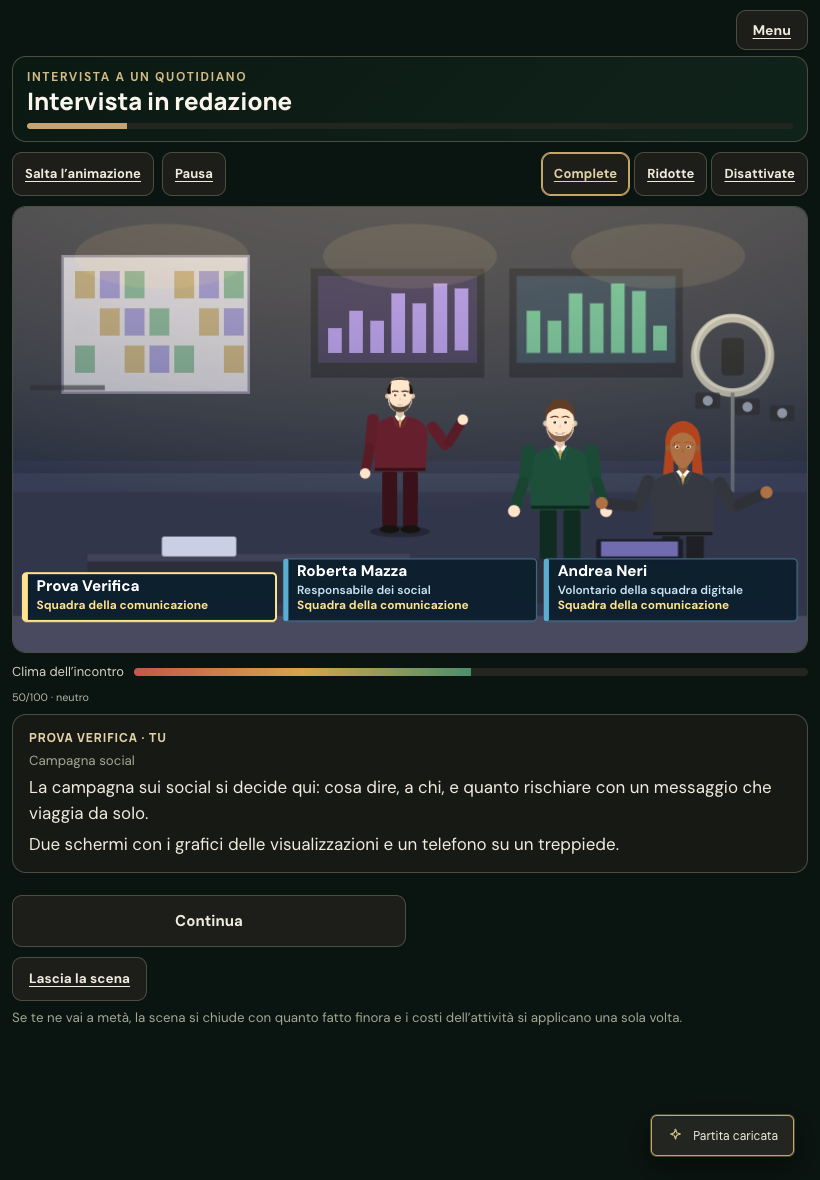 Menu
INTERVISTA A UN QUOTIDIANO
Intervista in redazione
Salta l’animazione
Pausa
Complete
Ridotte
Disattivate
Prova Verifica
Squadra della comunicazione
Roberta Mazza
Responsabile dei social
Squadra della comunicazione
Andrea Neri
Volontario della squadra digitale
Squadra della comunicazione
Clima dell’incontro
50/100 · neutro
PROVA VERIFICA · TU
Campagna social
La campagna sui social si decide qui: cosa dire, a chi, e quanto rischiare con un messaggio che
viaggia da solo.
Due schermi con i grafici delle visualizzazioni e un telefono su un treppiede.
Continua
Lascia la scena
Se te ne vai a metà, la scena si chiude con quanto fatto finora e i costi dell’attività si applicano una sola volta.
Partita caricata